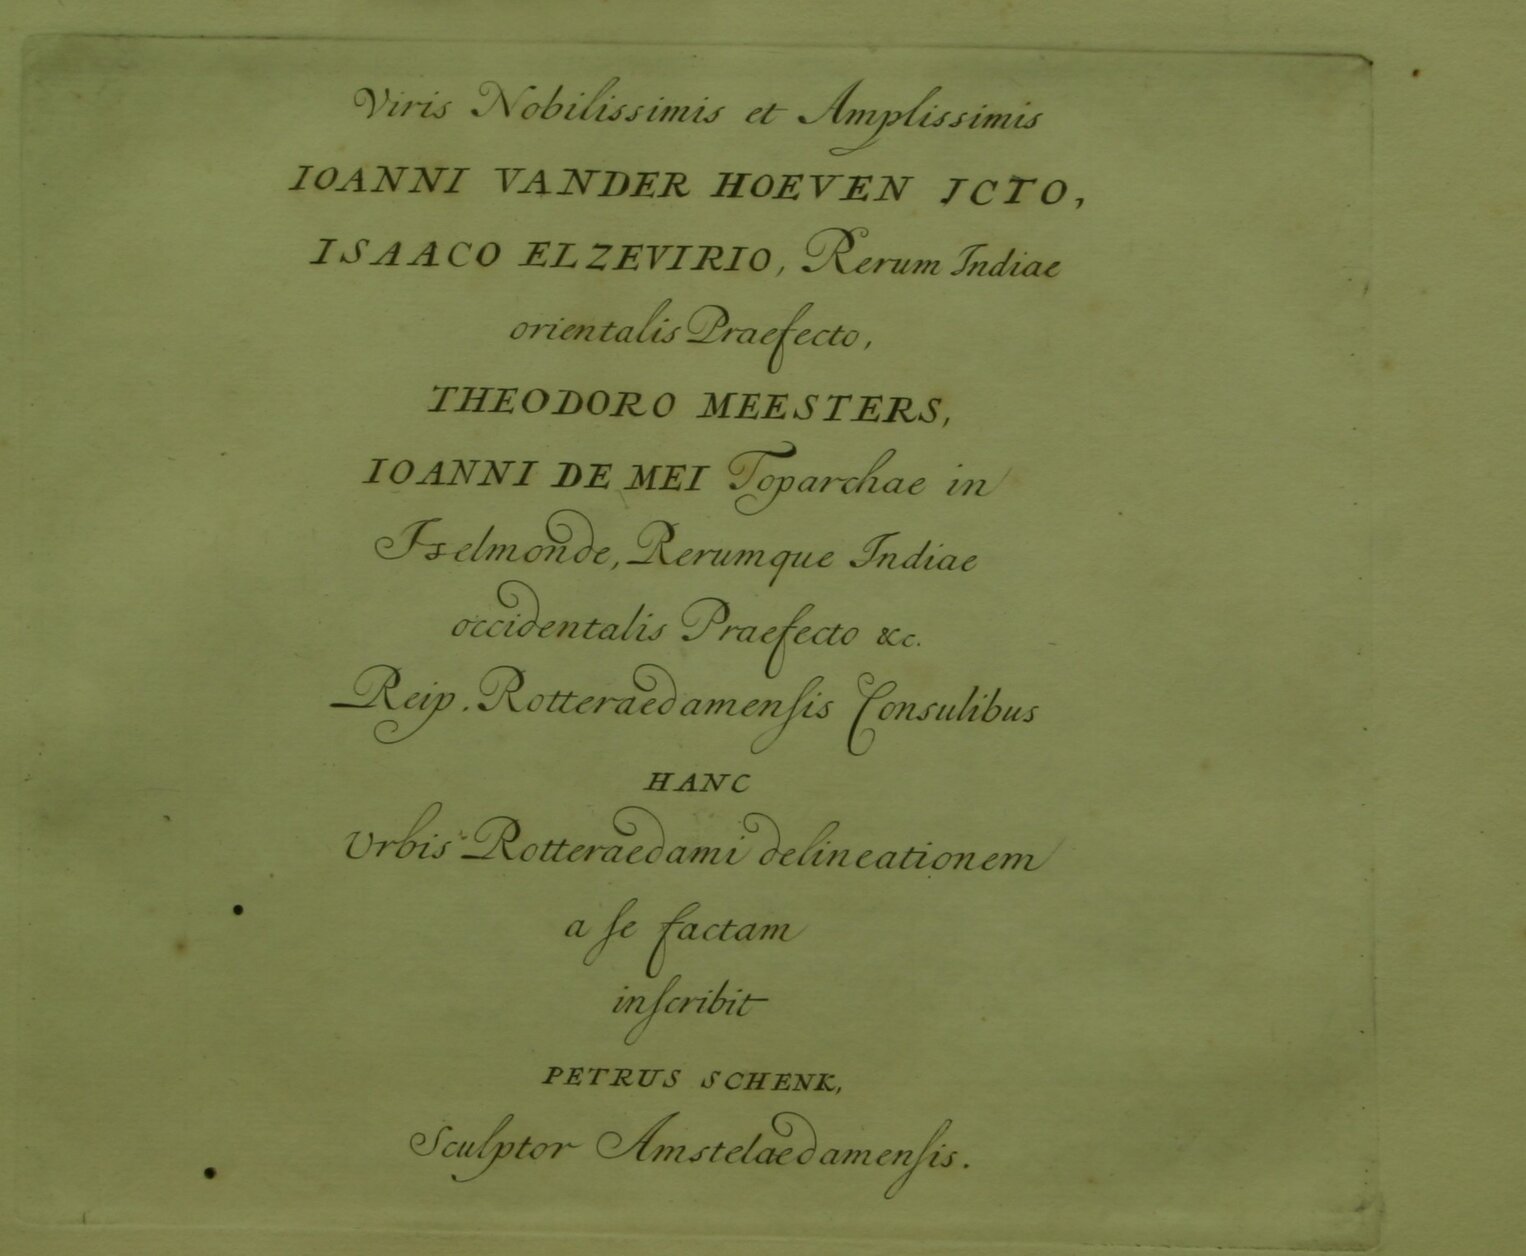 Viris Nobilissimis et Amplissimis
IOANNI VANDER HOEVEN JCTO,
ISAACO ELZEVIRIO, Rerum Indiae
orientalis Praefecto,
THEODORO MEESTERS,
IOANNI DE MEI Toparchae in
Iselmonde, Rerumque Indiae
occidentalis Praefecto &c.
Reip. Rotteraedamenſis Consulibus
HANC
Urbis Rotteraedami delineationem
a ſe factam
inſcribit
PETRUS SCHENK,
Sculptor Amstelaedamenſis.